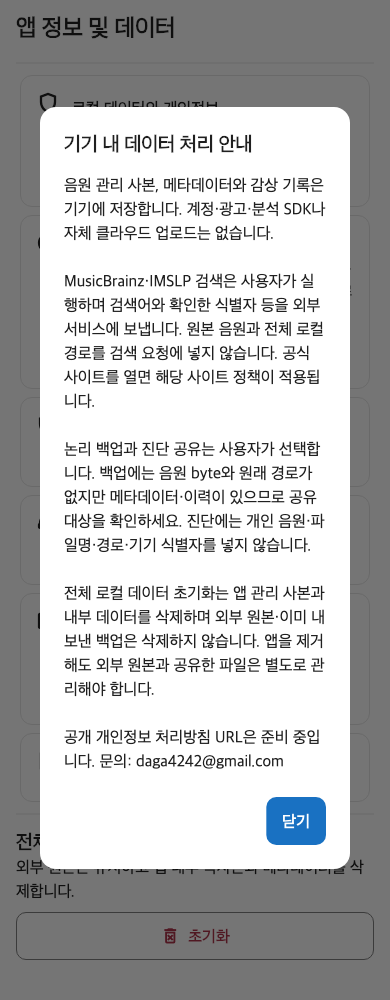 앱 정보 및 데이터
기기 내 데이터 처리 안내
음원 관리 사본, 메타데이터와 감상 기록은
기기에 저장합니다. 계정·광고·분석 SDK나
자체 클라우드 업로드는 없습니다.
MusicBrainz·IMSLP 검색은 사용자가 실
행하며 검색어와 확인한 식별자 등을 외부
서비스에 보냅니다. 원본 음원과 전체 로컬
경로를 검색 요청에 넣지 않습니다. 공식
사이트를 열면 해당 사이트 정책이 적용됩
니다.
논리 백업과 진단 공유는 사용자가 선택합
니다. 백업에는 음원 byte와 원래 경로가
없지만 메타데이터·이력이 있으므로 공유
대상을 확인하세요. 진단에는 개인 음원·파
일명·경로·기기 식별자를 넣지 않습니다.
전체 로컬 데이터 초기화는 앱 관리 사본과
내부 데이터를 삭제하며 외부 원본·이미 내
보낸 백업은 삭제하지 않습니다. 앱을 제거
해도 외부 원본과 공유한 파일은 별도로 관
리해야 합니다.
공개 개인정보 처리방침 URL은 준비 중입
니다. 문의: daga4242@gmail.com
닫기
전체
삭
제합니다.
초기화